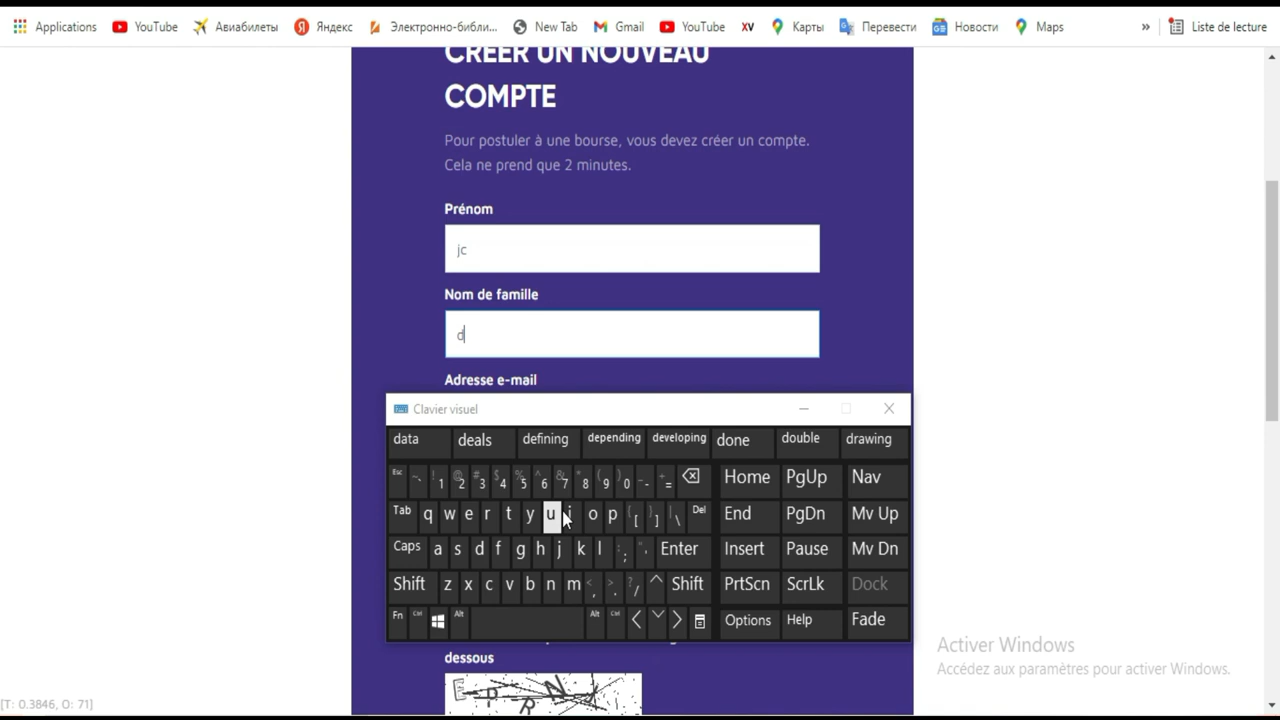 Applications YouTube Авиабилеты Яндекс Электронно-библи... New Tab Gmail YouTube XV Карты Перевести Новости Maps » Liste de lecture
CRÉER UN NOUVEAU
COMPTE
Pour postuler à une bourse, vous devez créer un compte.
Cela ne prend que 2 minutes.
Prénom
jc
Nom de famille
d
Adresse e-mail
Clavier visuel
data deals defining depending developing done double drawing
Esc ~ ` ! 1 @ 2 # 3 $ 4 % 5 ^ 6 & 7 * 8 ( 9 ) 0 _ - + = Home PgUp Nav
Tab q w e r t y u i o p { [ } ] | \ Del End PgDn Mv Up
Caps a s d f g h j k l : ; " ' Enter Insert Pause Mv Dn
Shift z x c v b n m < , > . ? / ^ Shift PrtScn ScrLk Dock
Fn Ctrl Alt Alt Ctrl Options Help Fade
dessous
E P R N
Activer Windows
Accédez aux paramètres pour activer Windows.
[T: 0.3846, O: 71]